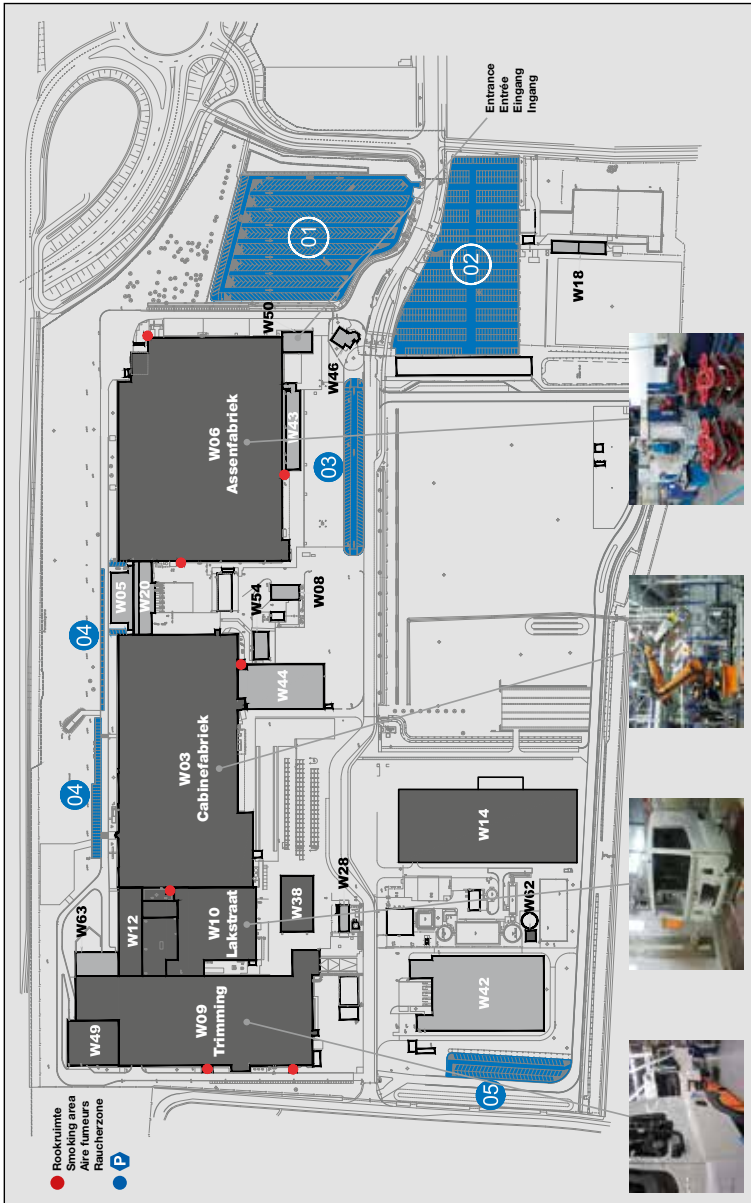 Rookruimte
Smoking area
Aire fumeurs
Raucherzone
P
W49
W09
Trimming
W63
W12
W10
Lakstraat
W38
W28
W42
W62
W14
05
04
04
W03
Cabinefabriek
W44
W05
W20
W54
W08
W06
Assenfabriek
W43
W50
W46
03
01
02
W18
Entrance
Entrée
Eingang
Ingang